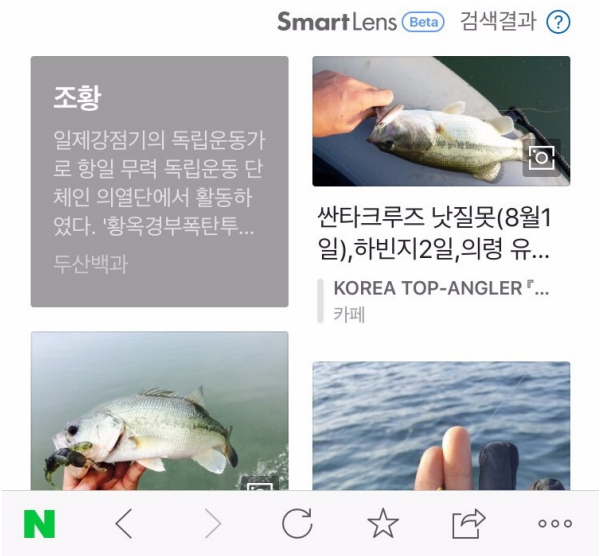 SmartLens Beta 검색결과 ?
조황
일제강점기의 독립운동가
로 항일 무력 독립운동 단
체인 의열단에서 활동하
였다. '황옥경부폭탄투...
두산백과
싼타크루즈 낫질못(8월1
일),하빈지2일,의령 유...
KOREA TOP-ANGLER 『...
카페
N